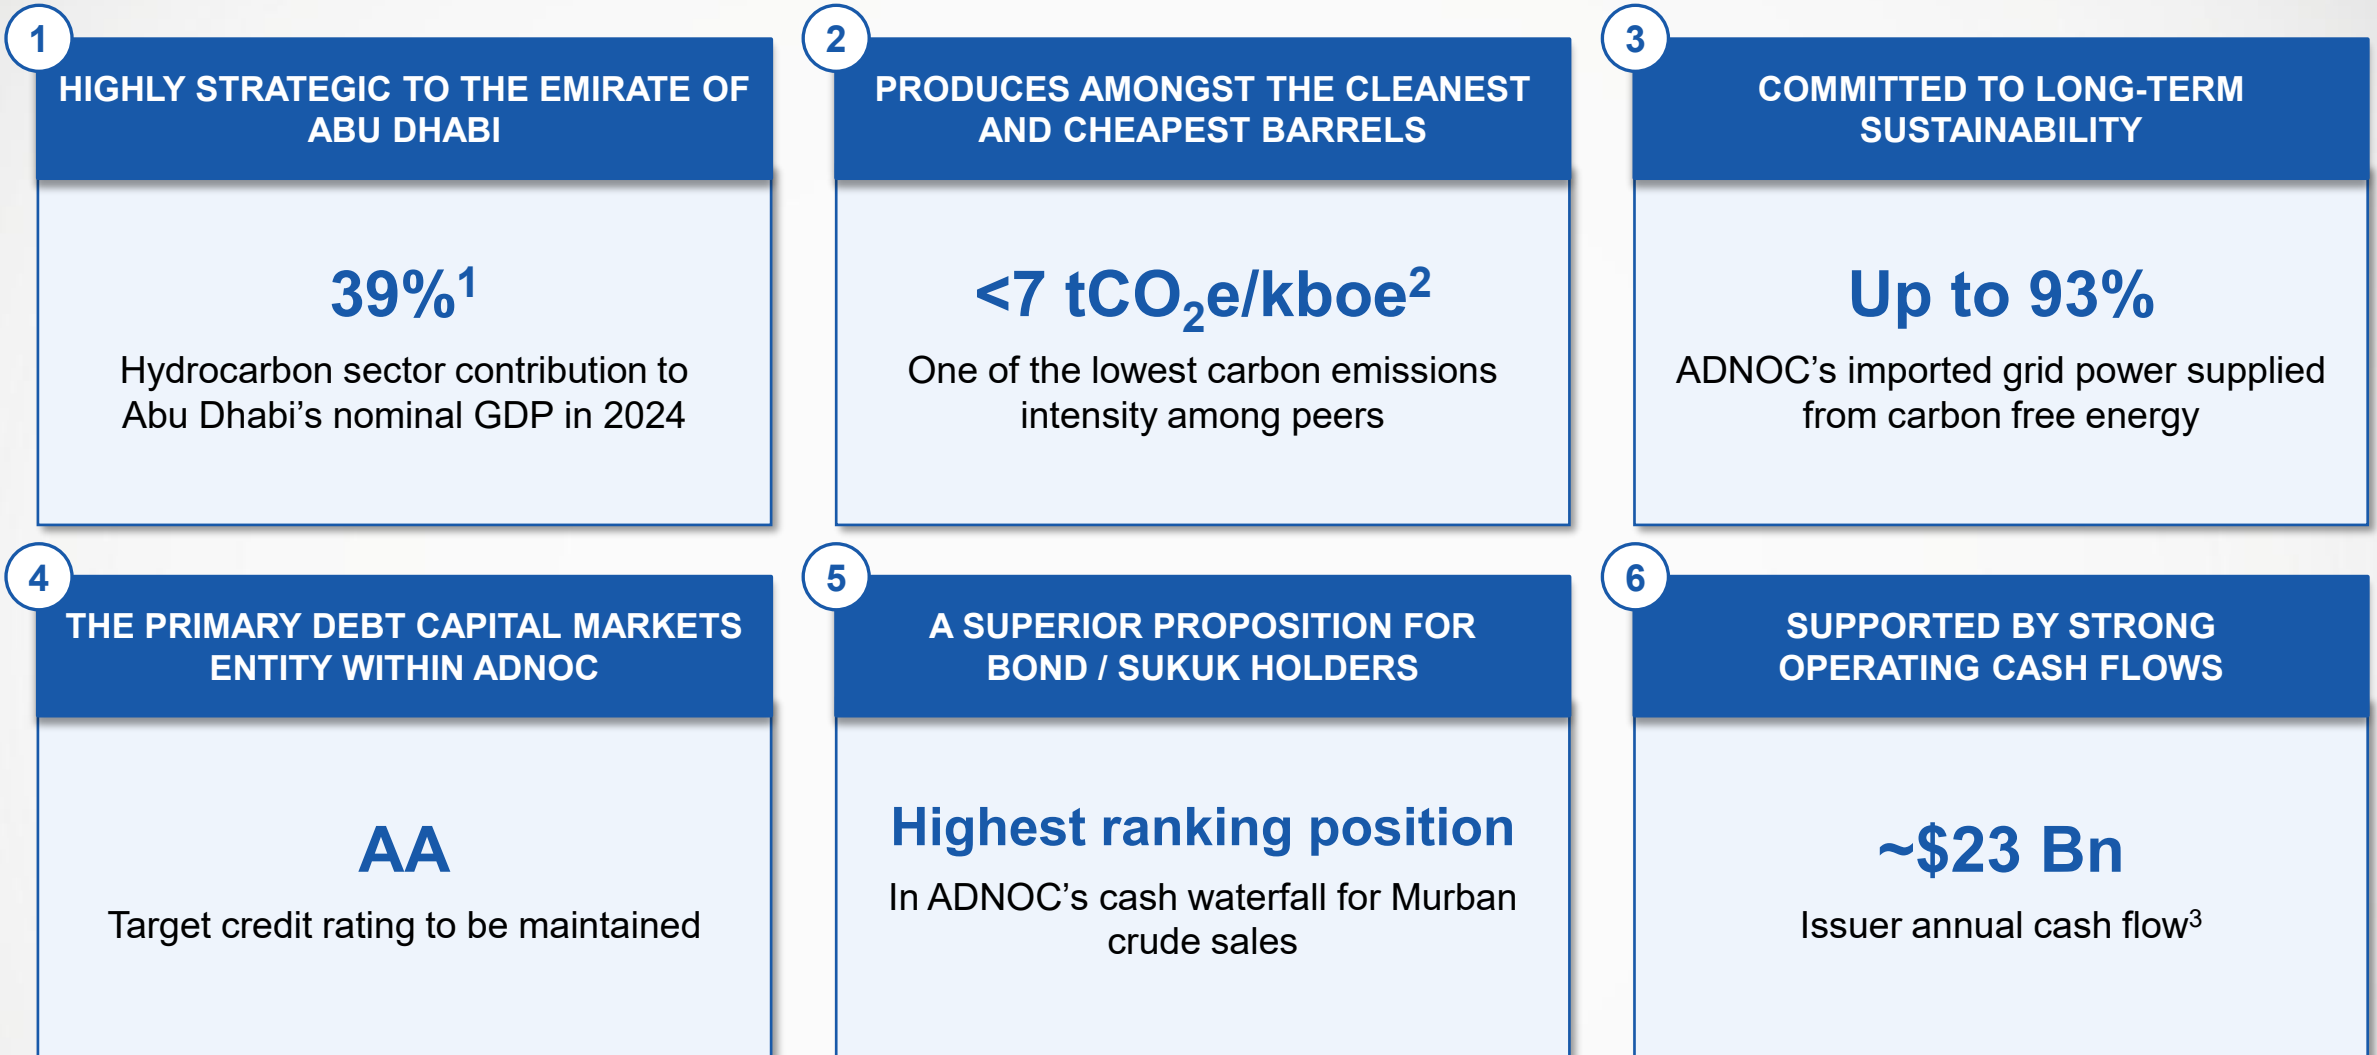 1
HIGHLY STRATEGIC TO THE EMIRATE OF
ABU DHABI
39%¹
Hydrocarbon sector contribution to
Abu Dhabi’s nominal GDP in 2024
2
PRODUCES AMONGST THE CLEANEST
AND CHEAPEST BARRELS
<7 tCO₂e/kboe²
One of the lowest carbon emissions
intensity among peers
3
COMMITTED TO LONG-TERM
SUSTAINABILITY
Up to 93%
ADNOC’s imported grid power supplied
from carbon free energy
4
THE PRIMARY DEBT CAPITAL MARKETS
ENTITY WITHIN ADNOC
AA
Target credit rating to be maintained
5
A SUPERIOR PROPOSITION FOR
BOND / SUKUK HOLDERS
Highest ranking position
In ADNOC’s cash waterfall for Murban
crude sales
6
SUPPORTED BY STRONG
OPERATING CASH FLOWS
~$23 Bn
Issuer annual cash flow³